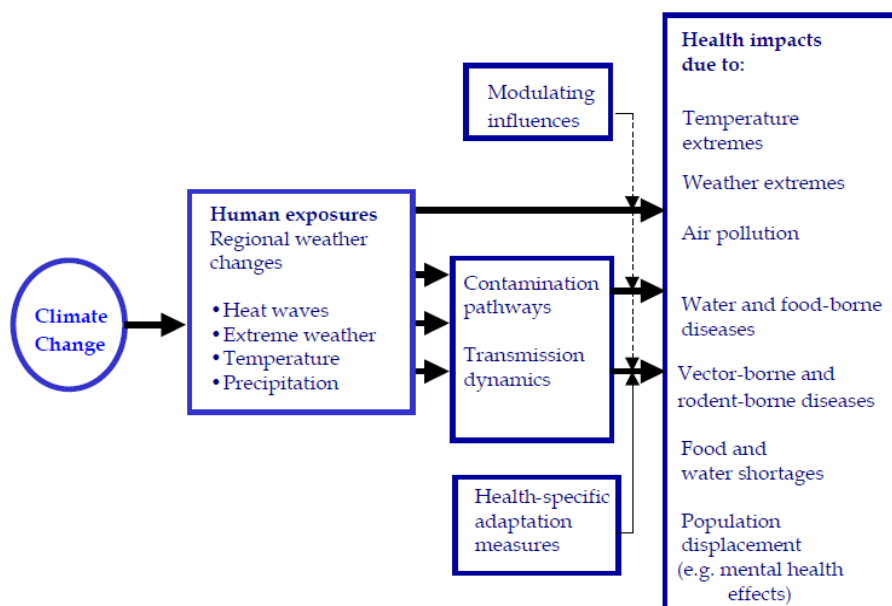 Climate
Change
Human exposures
Regional weather
changes
•Heat waves
•Extreme weather
•Temperature
•Precipitation
Modulating
influences
Contamination
pathways
Transmission
dynamics
Health-specific
adaptation
measures
Health impacts
due to:
Temperature
extremes
Weather extremes
Air pollution
Water and food-borne
diseases
Vector-borne and
rodent-borne diseases
Food and
water shortages
Population
displacement
(e.g. mental health
effects)